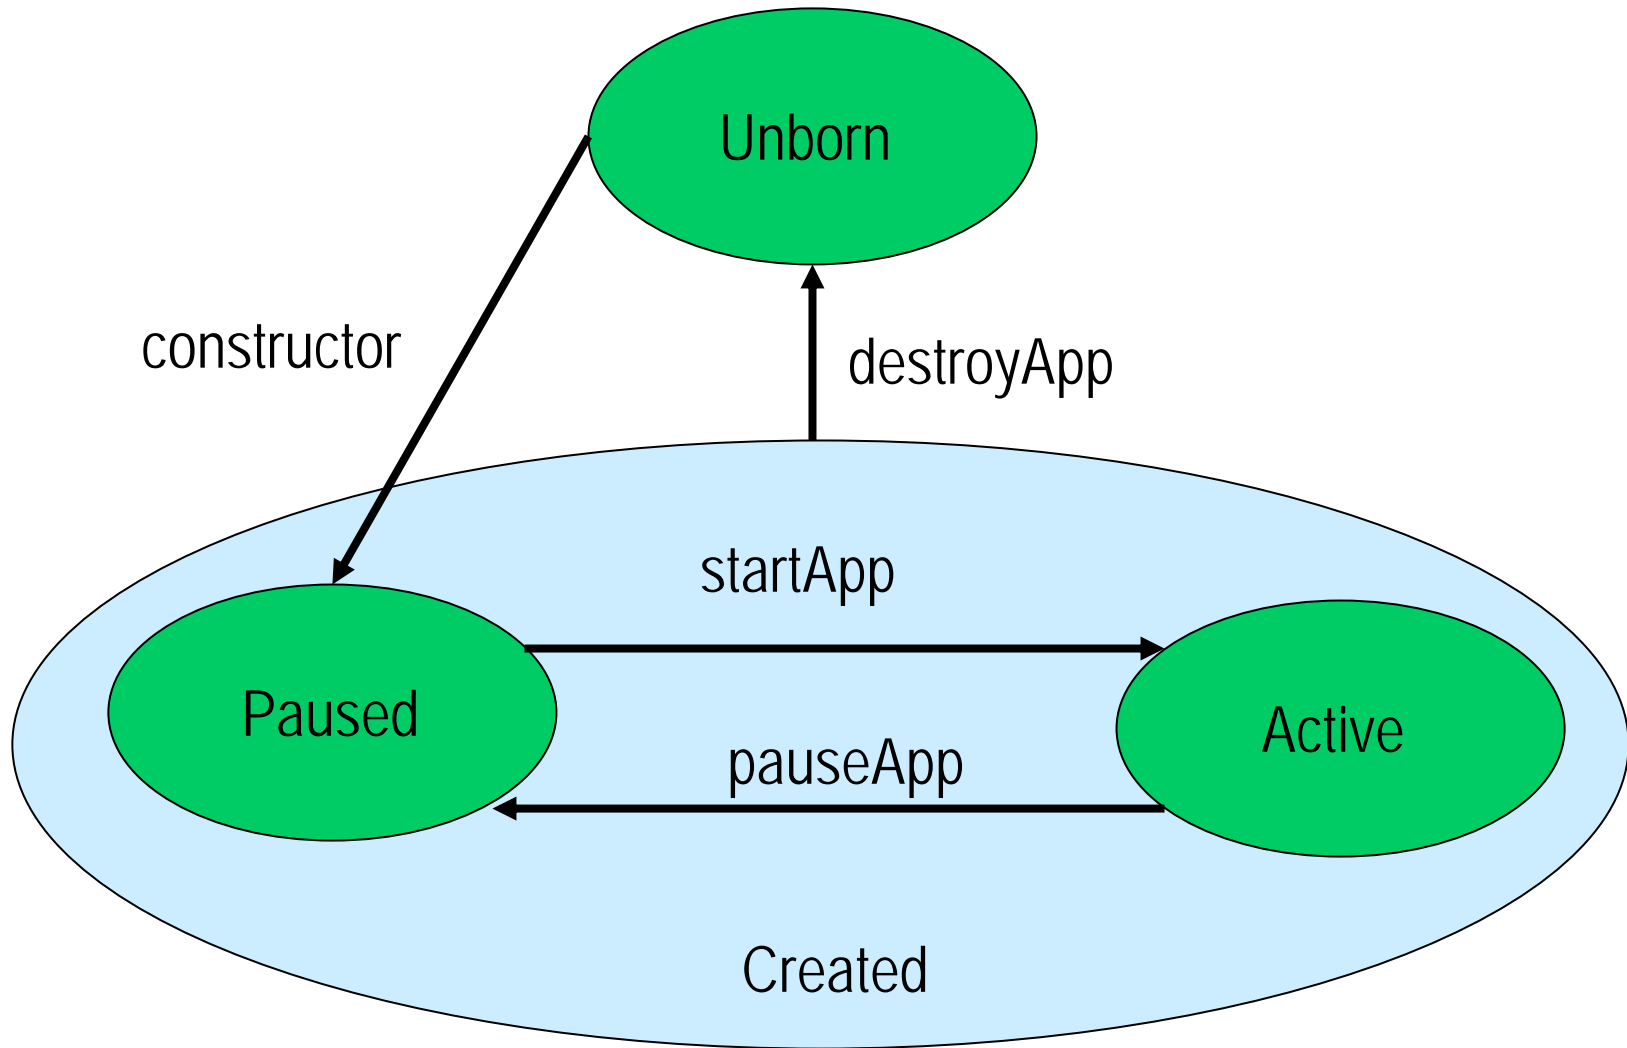 Unborn
constructor
destroyApp
startApp
Paused
Active
pauseApp
Created